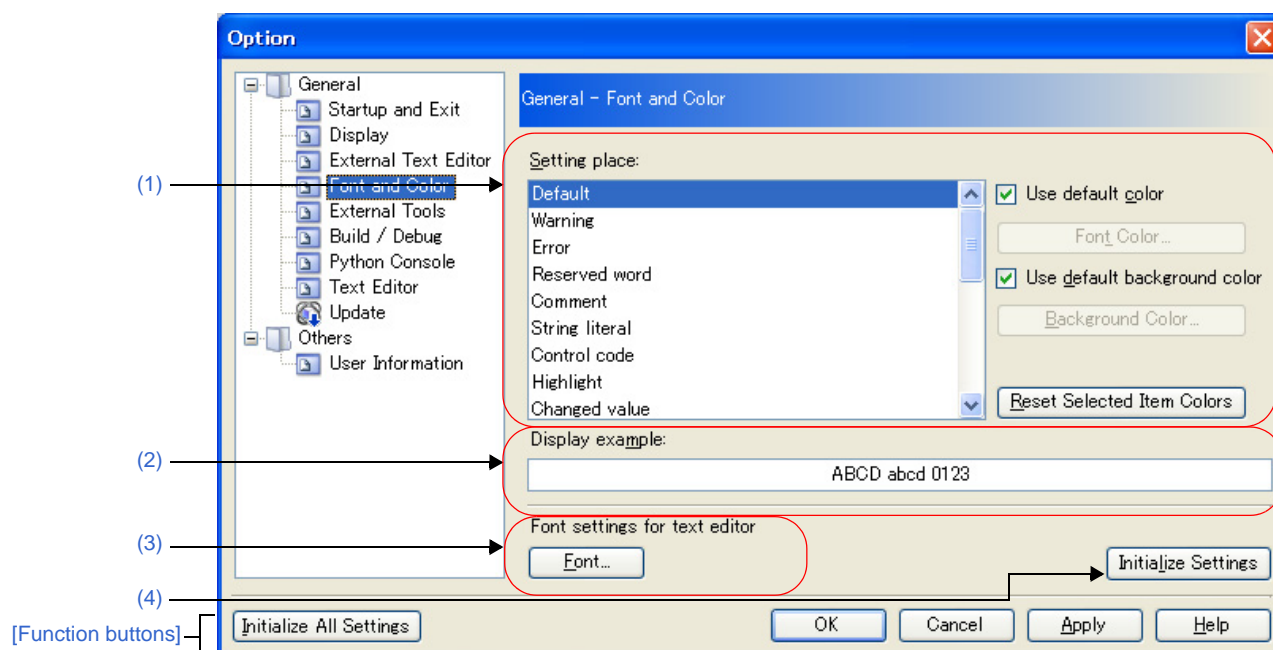 Option
General
Startup and Exit
Display
External Text Editor
Font and Color
External Tools
Build / Debug
Python Console
Text Editor
Update
Others
User Information
General - Font and Color
(1)
Setting place:
Default
Warning
Error
Reserved word
Comment
String literal
Control code
Highlight
Changed value
Use default color
Font Color...
Use default background color
Background Color...
Reset Selected Item Colors
(2)
Display example:
ABCD abcd 0123
(3)
Font settings for text editor
Font...
(4)
Initialize Settings
[Function buttons]
Initialize All Settings
OK
Cancel
Apply
Help